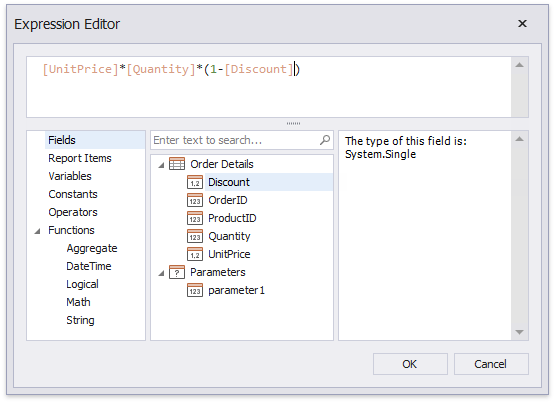 Expression Editor
[UnitPrice]*[Quantity]*(1-[Discount])
Fields
Report Items
Variables
Constants
Operators
Functions
Aggregate
DateTime
Logical
Math
String
Enter text to search...
Order Details
1,2 Discount
123 OrderID
123 ProductID
123 Quantity
1,2 UnitPrice
? Parameters
123 parameter1
The type of this field is:
System.Single
OK
Cancel